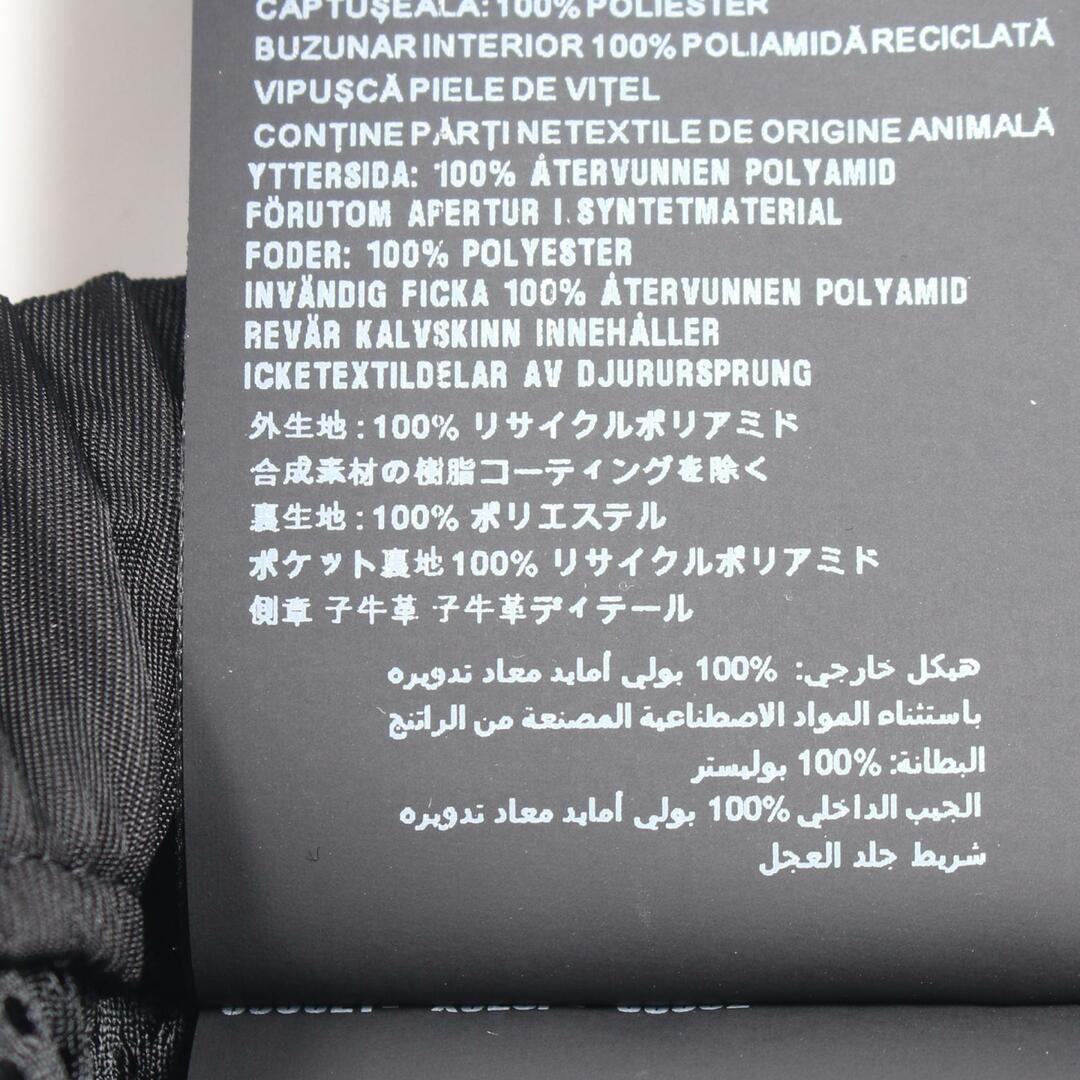 CĂPTUȘEALĂ: 100% POLIESTER
BUZUNAR INTERIOR 100% POLIAMIDĂ RECICLATĂ
VIPUȘCĂ PIELE DE VIȚEL
CONȚINE PĂRȚI NETEXTILE DE ORIGINE ANIMALĂ
YTTERSIDA: 100% ÅTERVUNNEN POLYAMID
FÖRUTOM APERTUR I SYNTETMATERIAL
FODER: 100% POLYESTER
INVÄNDIG FICKA 100% ÅTERVUNNEN POLYAMID
REVÄR KALVSKINN INNEHÅLLER
ICKETEXTILDELAR AV DJURURSPRUNG
外生地 : 100% リサイクルポリアミド
合成素材の樹脂コーティングを除く
裏生地 : 100% ポリエステル
ポケット裏地 100% リサイクルポリアミド
側章 子牛革 子牛革ディテール
هيكل خارجي: 100% بولي أمايد معاد تدويره
باستثناء المواد الاصطناعية المصنعة من الراتنج
البطانة: 100% بوليستر
الجيب الداخلي 100% بولي أمايد معاد تدويره
شريط جلد العجل